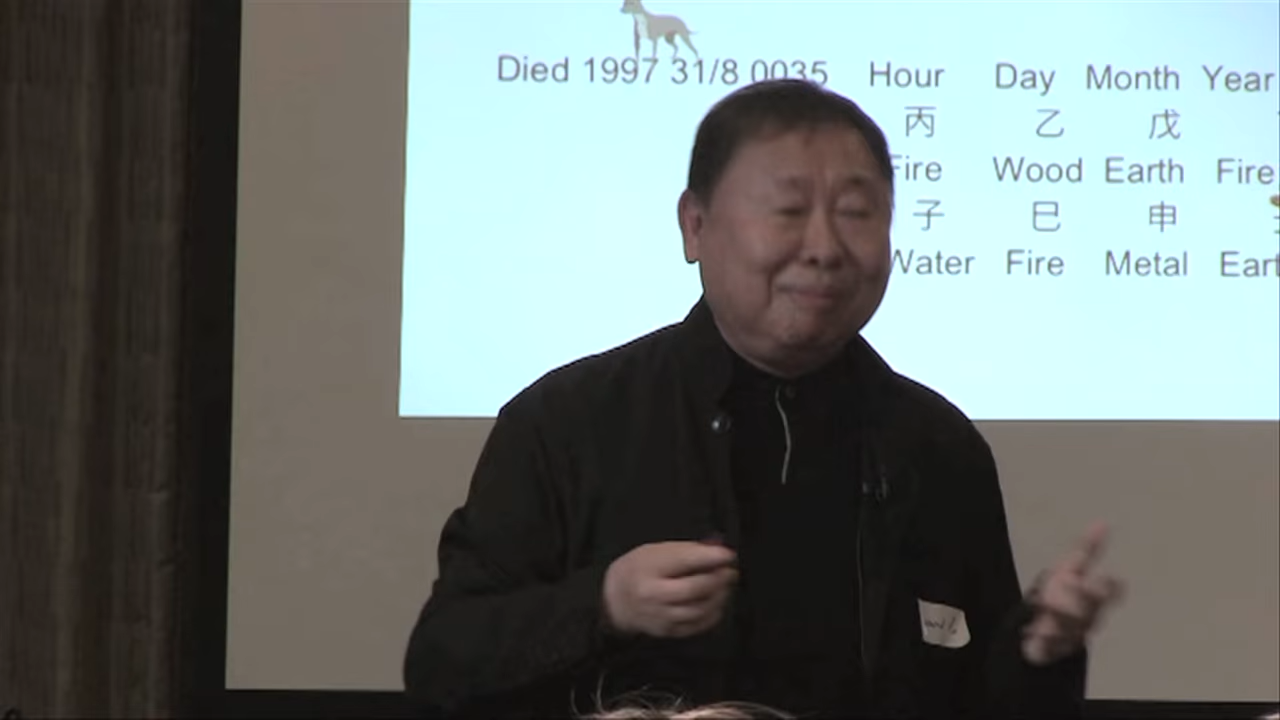 Died 1997 31/8 0035 Hour Day Month Year
丙 乙 戊
Fire Wood Earth Fire
子 巳 申
Water Fire Metal